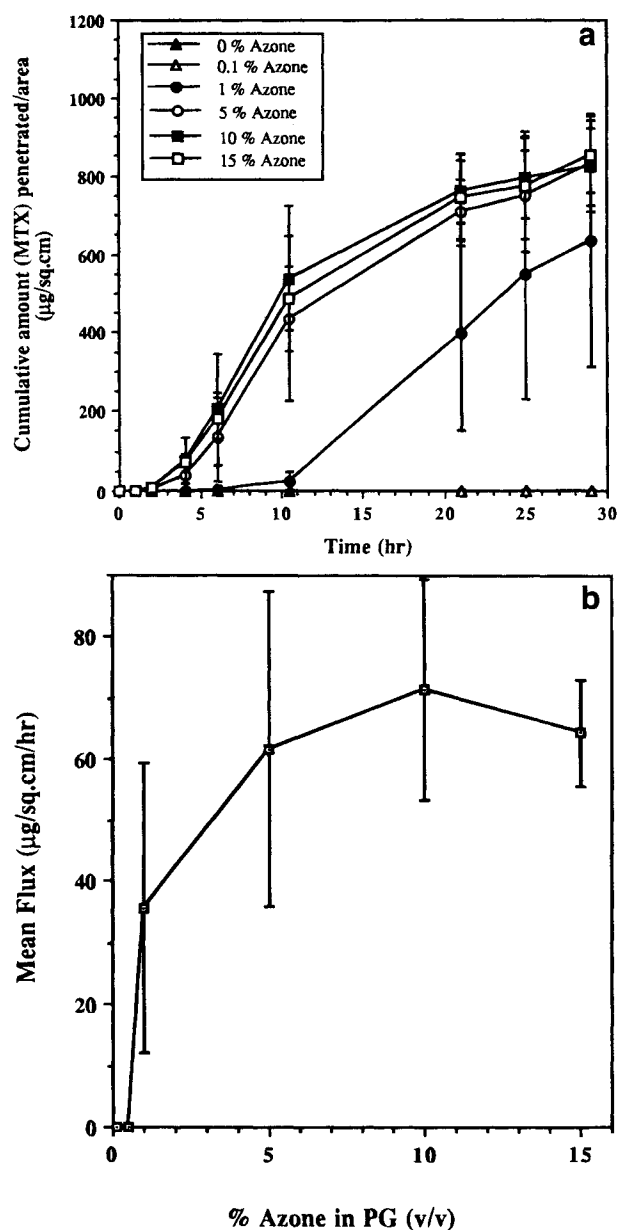 a
0 % Azone
0.1 % Azone
1 % Azone
5 % Azone
10 % Azone
15 % Azone
1200
1000
800
600
400
200
0
Cumulative amount (MTX) penetrated/area
(µg/sq.cm)
0 5 10 15 20 25 30
Time (hr)
b
80
60
40
20
0
Mean Flux (µg/sq.cm/hr)
0 5 10 15
% Azone in PG (v/v)